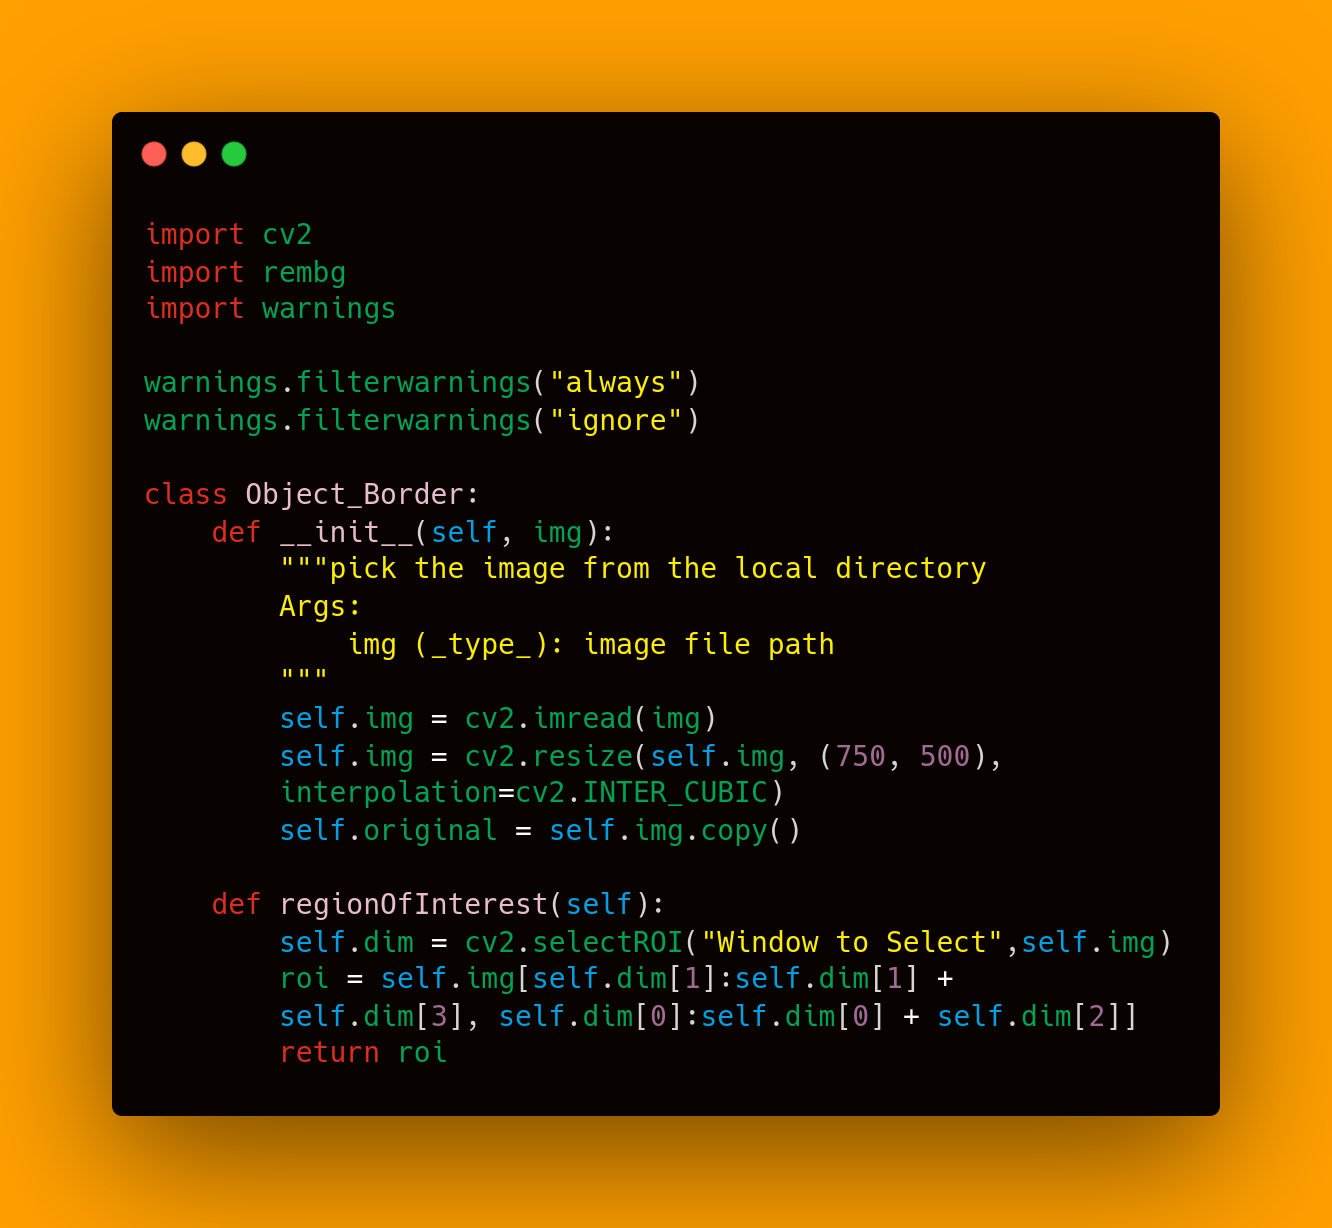 import cv2
import rembg
import warnings

warnings.filterwarnings("always")
warnings.filterwarnings("ignore")

class Object_Border:
    def __init__(self, img):
        """pick the image from the local directory
        Args:
            img (_type_): image file path
        """
        self.img = cv2.imread(img)
        self.img = cv2.resize(self.img, (750, 500),
        interpolation=cv2.INTER_CUBIC)
        self.original = self.img.copy()

    def regionOfInterest(self):
        self.dim = cv2.selectROI("Window to Select",self.img)
        roi = self.img[self.dim[1]:self.dim[1] +
        self.dim[3], self.dim[0]:self.dim[0] + self.dim[2]]
        return roi